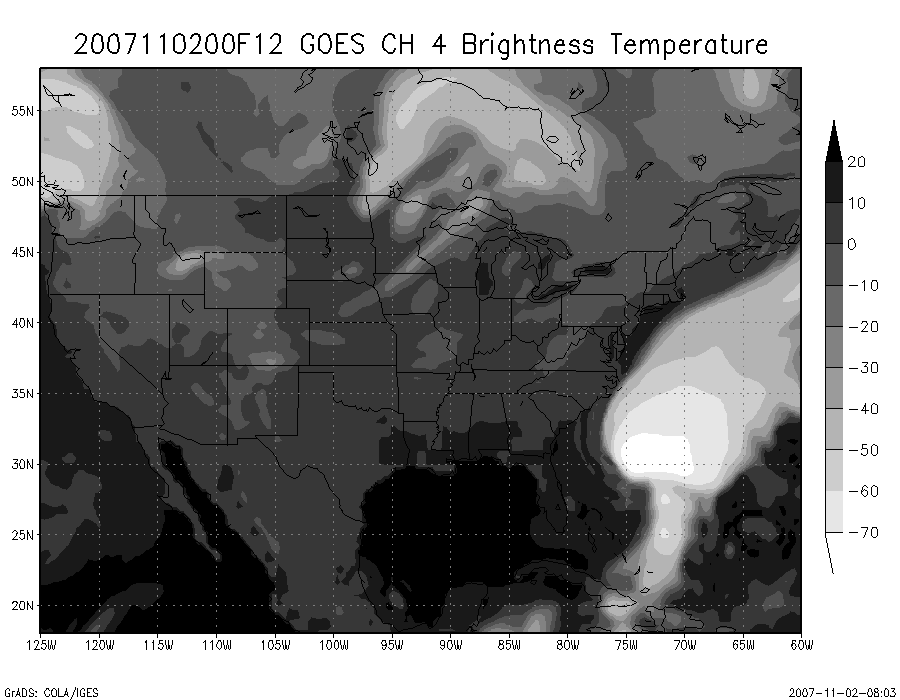 2007110200F12 GOES CH 4 Brightness Temperature
55N
50N
45N
40N
35N
30N
25N
20N
125W 120W 115W 110W 105W 100W 95W 90W 85W 80W 75W 70W 65W 60W
20
10
0
−10
−20
−30
−40
−50
−60
−70
GrADS: COLA/IGES
2007−11−02−08:03